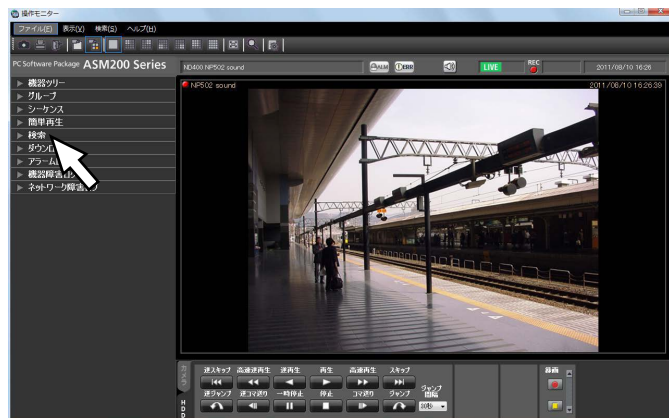 操作モニター
ファイル(F) 表示(V) 検索(S) ヘルプ(H)
PC Software Package ASM200 Series
ND400 NP502 sound
ALM
ERR
LIVE
REC
2011/08/10 16:26
機器ツリー
グループ
シーケンス
簡単再生
検索
ダウンロ
アラーム
機器障害
ネットワーク障害
NP502 sound
2011/08/10 16:26:39
カメラ
HDD
逆スキップ 高速逆再生 逆再生 再生 高速再生 スキップ
逆ジャンプ 逆コマ送り 一時停止 停止 コマ送り ジャンプ
ジャンプ間隔
30秒
録画